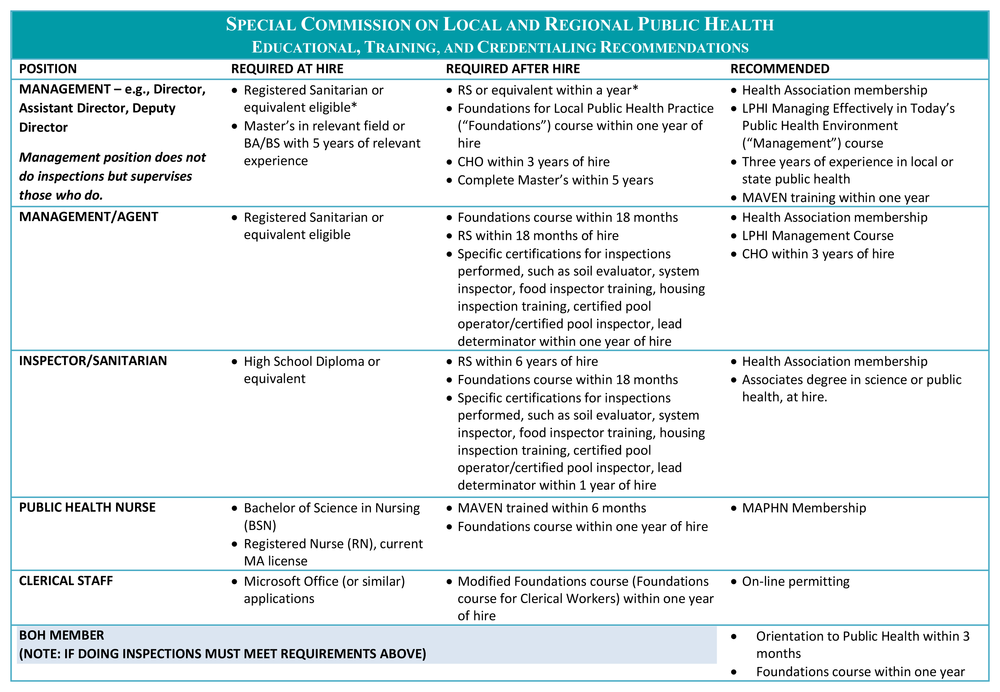 SPECIAL COMMISSION ON LOCAL AND REGIONAL PUBLIC HEALTH
EDUCATIONAL, TRAINING, AND CREDENTIALING RECOMMENDATIONS
POSITION
REQUIRED AT HIRE
REQUIRED AFTER HIRE
RECOMMENDED
MANAGEMENT – e.g., Director,
Assistant Director, Deputy
Director
Management position does not
do inspections but supervises
those who do.
• Registered Sanitarian or
equivalent eligible*
• Master’s in relevant field or
BA/BS with 5 years of relevant
experience
• RS or equivalent within a year*
• Foundations for Local Public Health Practice
(“Foundations”) course within one year of
hire
• CHO within 3 years of hire
• Complete Master’s within 5 years
• Health Association membership
• LPHI Managing Effectively in Today’s
Public Health Environment
(“Management”) course
• Three years of experience in local or
state public health
• MAVEN training within one year
MANAGEMENT/AGENT
• Registered Sanitarian or
equivalent eligible
• Foundations course within 18 months
• RS within 18 months of hire
• Specific certifications for inspections
performed, such as soil evaluator, system
inspector, food inspector training, housing
inspection training, certified pool
operator/certified pool inspector, lead
determinator within one year of hire
• Health Association membership
• LPHI Management Course
• CHO within 3 years of hire
INSPECTOR/SANITARIAN
• High School Diploma or
equivalent
• RS within 6 years of hire
• Foundations course within 18 months
• Specific certifications for inspections
performed, such as soil evaluator, system
inspector, food inspector training, housing
inspection training, certified pool
operator/certified pool inspector, lead
determinator within 1 year of hire
• Health Association membership
• Associates degree in science or public
health, at hire.
PUBLIC HEALTH NURSE
• Bachelor of Science in Nursing
(BSN)
• Registered Nurse (RN), current
MA license
• MAVEN trained within 6 months
• Foundations course within one year of hire
• MAPHN Membership
CLERICAL STAFF
• Microsoft Office (or similar)
applications
• Modified Foundations course (Foundations
course for Clerical Workers) within one year
of hire
• On-line permitting
BOH MEMBER
(NOTE: IF DOING INSPECTIONS MUST MEET REQUIREMENTS ABOVE)
• Orientation to Public Health within 3
months
• Foundations course within one year